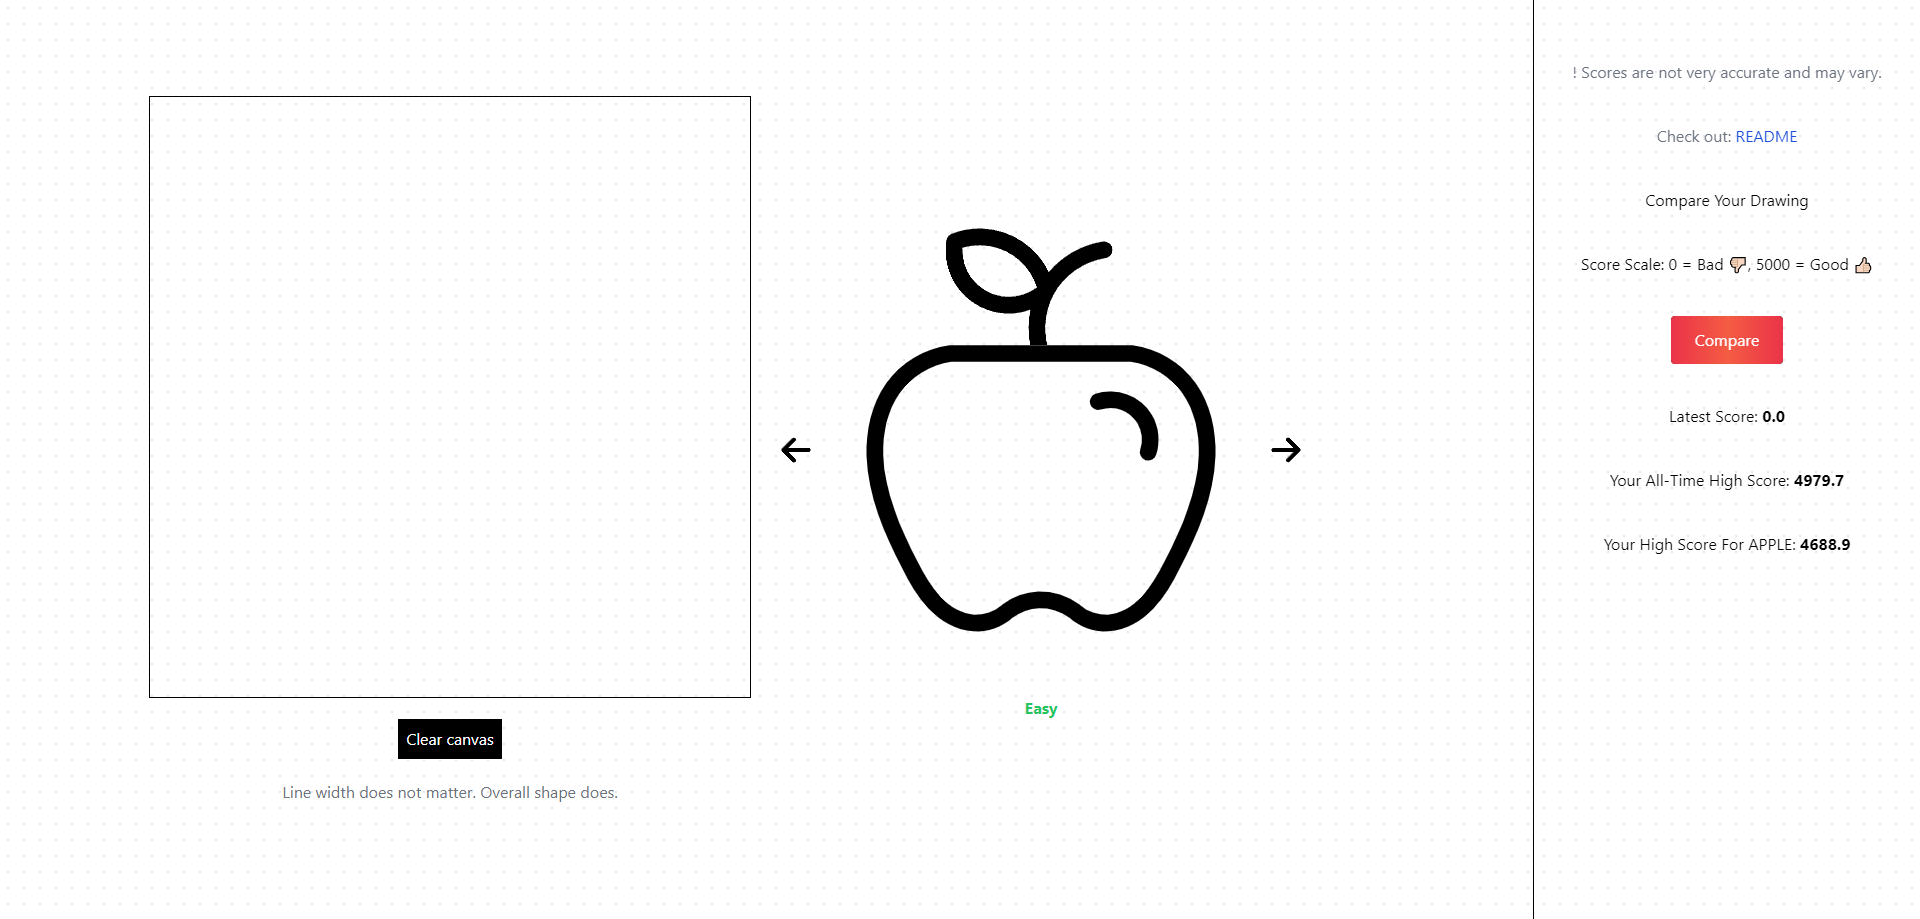 ! Scores are not very accurate and may vary.
Check out: README
Compare Your Drawing
Score Scale: 0 = Bad 👎🏻, 5000 = Good 👍🏻
Compare
Latest Score: 0.0
Your All-Time High Score: 4979.7
Your High Score For APPLE: 4688.9
Easy
Clear canvas
Line width does not matter. Overall shape does.